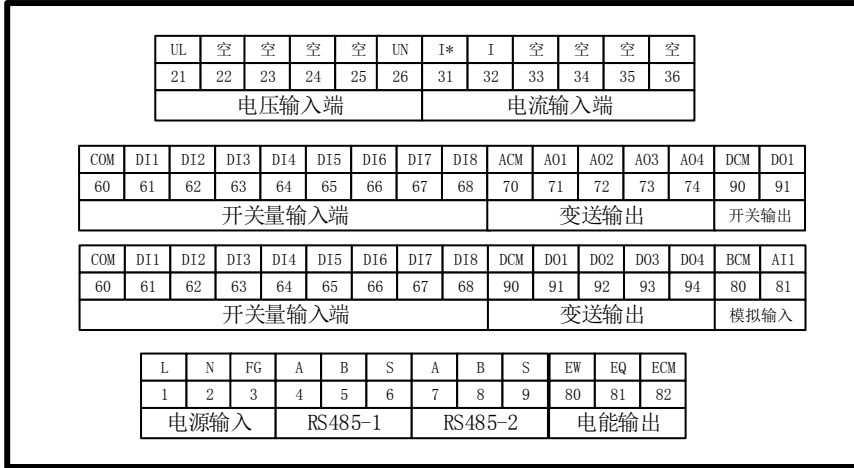 UL 空 空 空 空 UN I* I 空 空 空 空
21 22 23 24 25 26 31 32 33 34 35 36
电压输入端 电流输入端
COM DI1 DI2 DI3 DI4 DI5 DI6 DI7 DI8 ACM AO1 AO2 AO3 AO4 DCM DO1
60 61 62 63 64 65 66 67 68 70 71 72 73 74 90 91
开关量输入端 变送输出 开关输出
COM DI1 DI2 DI3 DI4 DI5 DI6 DI7 DI8 DCM DO1 DO2 DO3 DO4 BCM AI1
60 61 62 63 64 65 66 67 68 90 91 92 93 94 80 81
开关量输入端 变送输出 模拟输入
L N FG A B S A B S EW EQ ECM
1 2 3 4 5 6 7 8 9 80 81 82
电源输入 RS485-1 RS485-2 电能输出